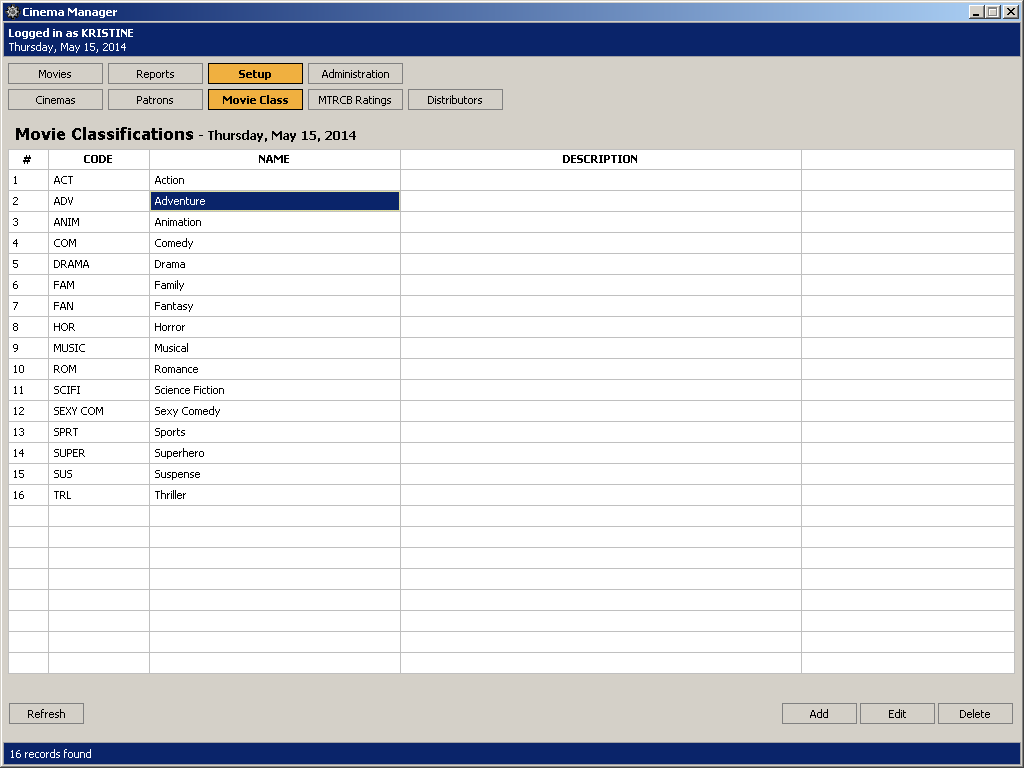 Cinema Manager
Logged in as KRISTINE
Thursday, May 15, 2014
Movies Reports Setup Administration
Cinemas Patrons Movie Class MTRCB Ratings Distributors
Movie Classifications - Thursday, May 15, 2014
# CODE NAME DESCRIPTION
1 ACT Action
2 ADV Adventure
3 ANIM Animation
4 COM Comedy
5 DRAMA Drama
6 FAM Family
7 FAN Fantasy
8 HOR Horror
9 MUSIC Musical
10 ROM Romance
11 SCIFI Science Fiction
12 SEXY COM Sexy Comedy
13 SPRT Sports
14 SUPER Superhero
15 SUS Suspense
16 TRL Thriller
Refresh Add Edit Delete
16 records found